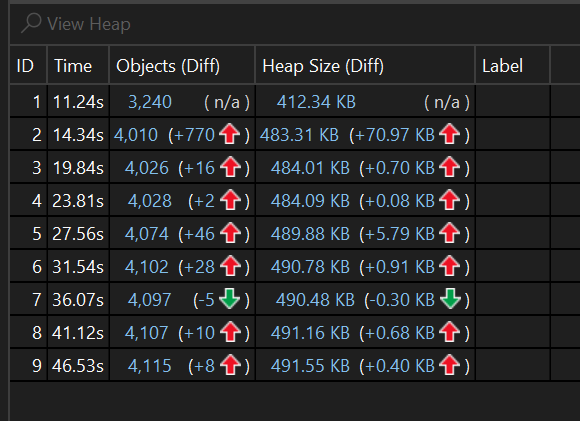 View Heap
ID Time Objects (Diff) Heap Size (Diff) Label
1 11.24s 3,240 ( n/a ) 412.34 KB ( n/a )
2 14.34s 4,010 (+770 ) 483.31 KB (+70.97 KB )
3 19.84s 4,026 (+16 ) 484.01 KB (+0.70 KB )
4 23.81s 4,028 (+2 ) 484.09 KB (+0.08 KB )
5 27.56s 4,074 (+46 ) 489.88 KB (+5.79 KB )
6 31.54s 4,102 (+28 ) 490.78 KB (+0.91 KB )
7 36.07s 4,097 (-5 ) 490.48 KB (-0.30 KB )
8 41.12s 4,107 (+10 ) 491.16 KB (+0.68 KB )
9 46.53s 4,115 (+8 ) 491.55 KB (+0.40 KB )